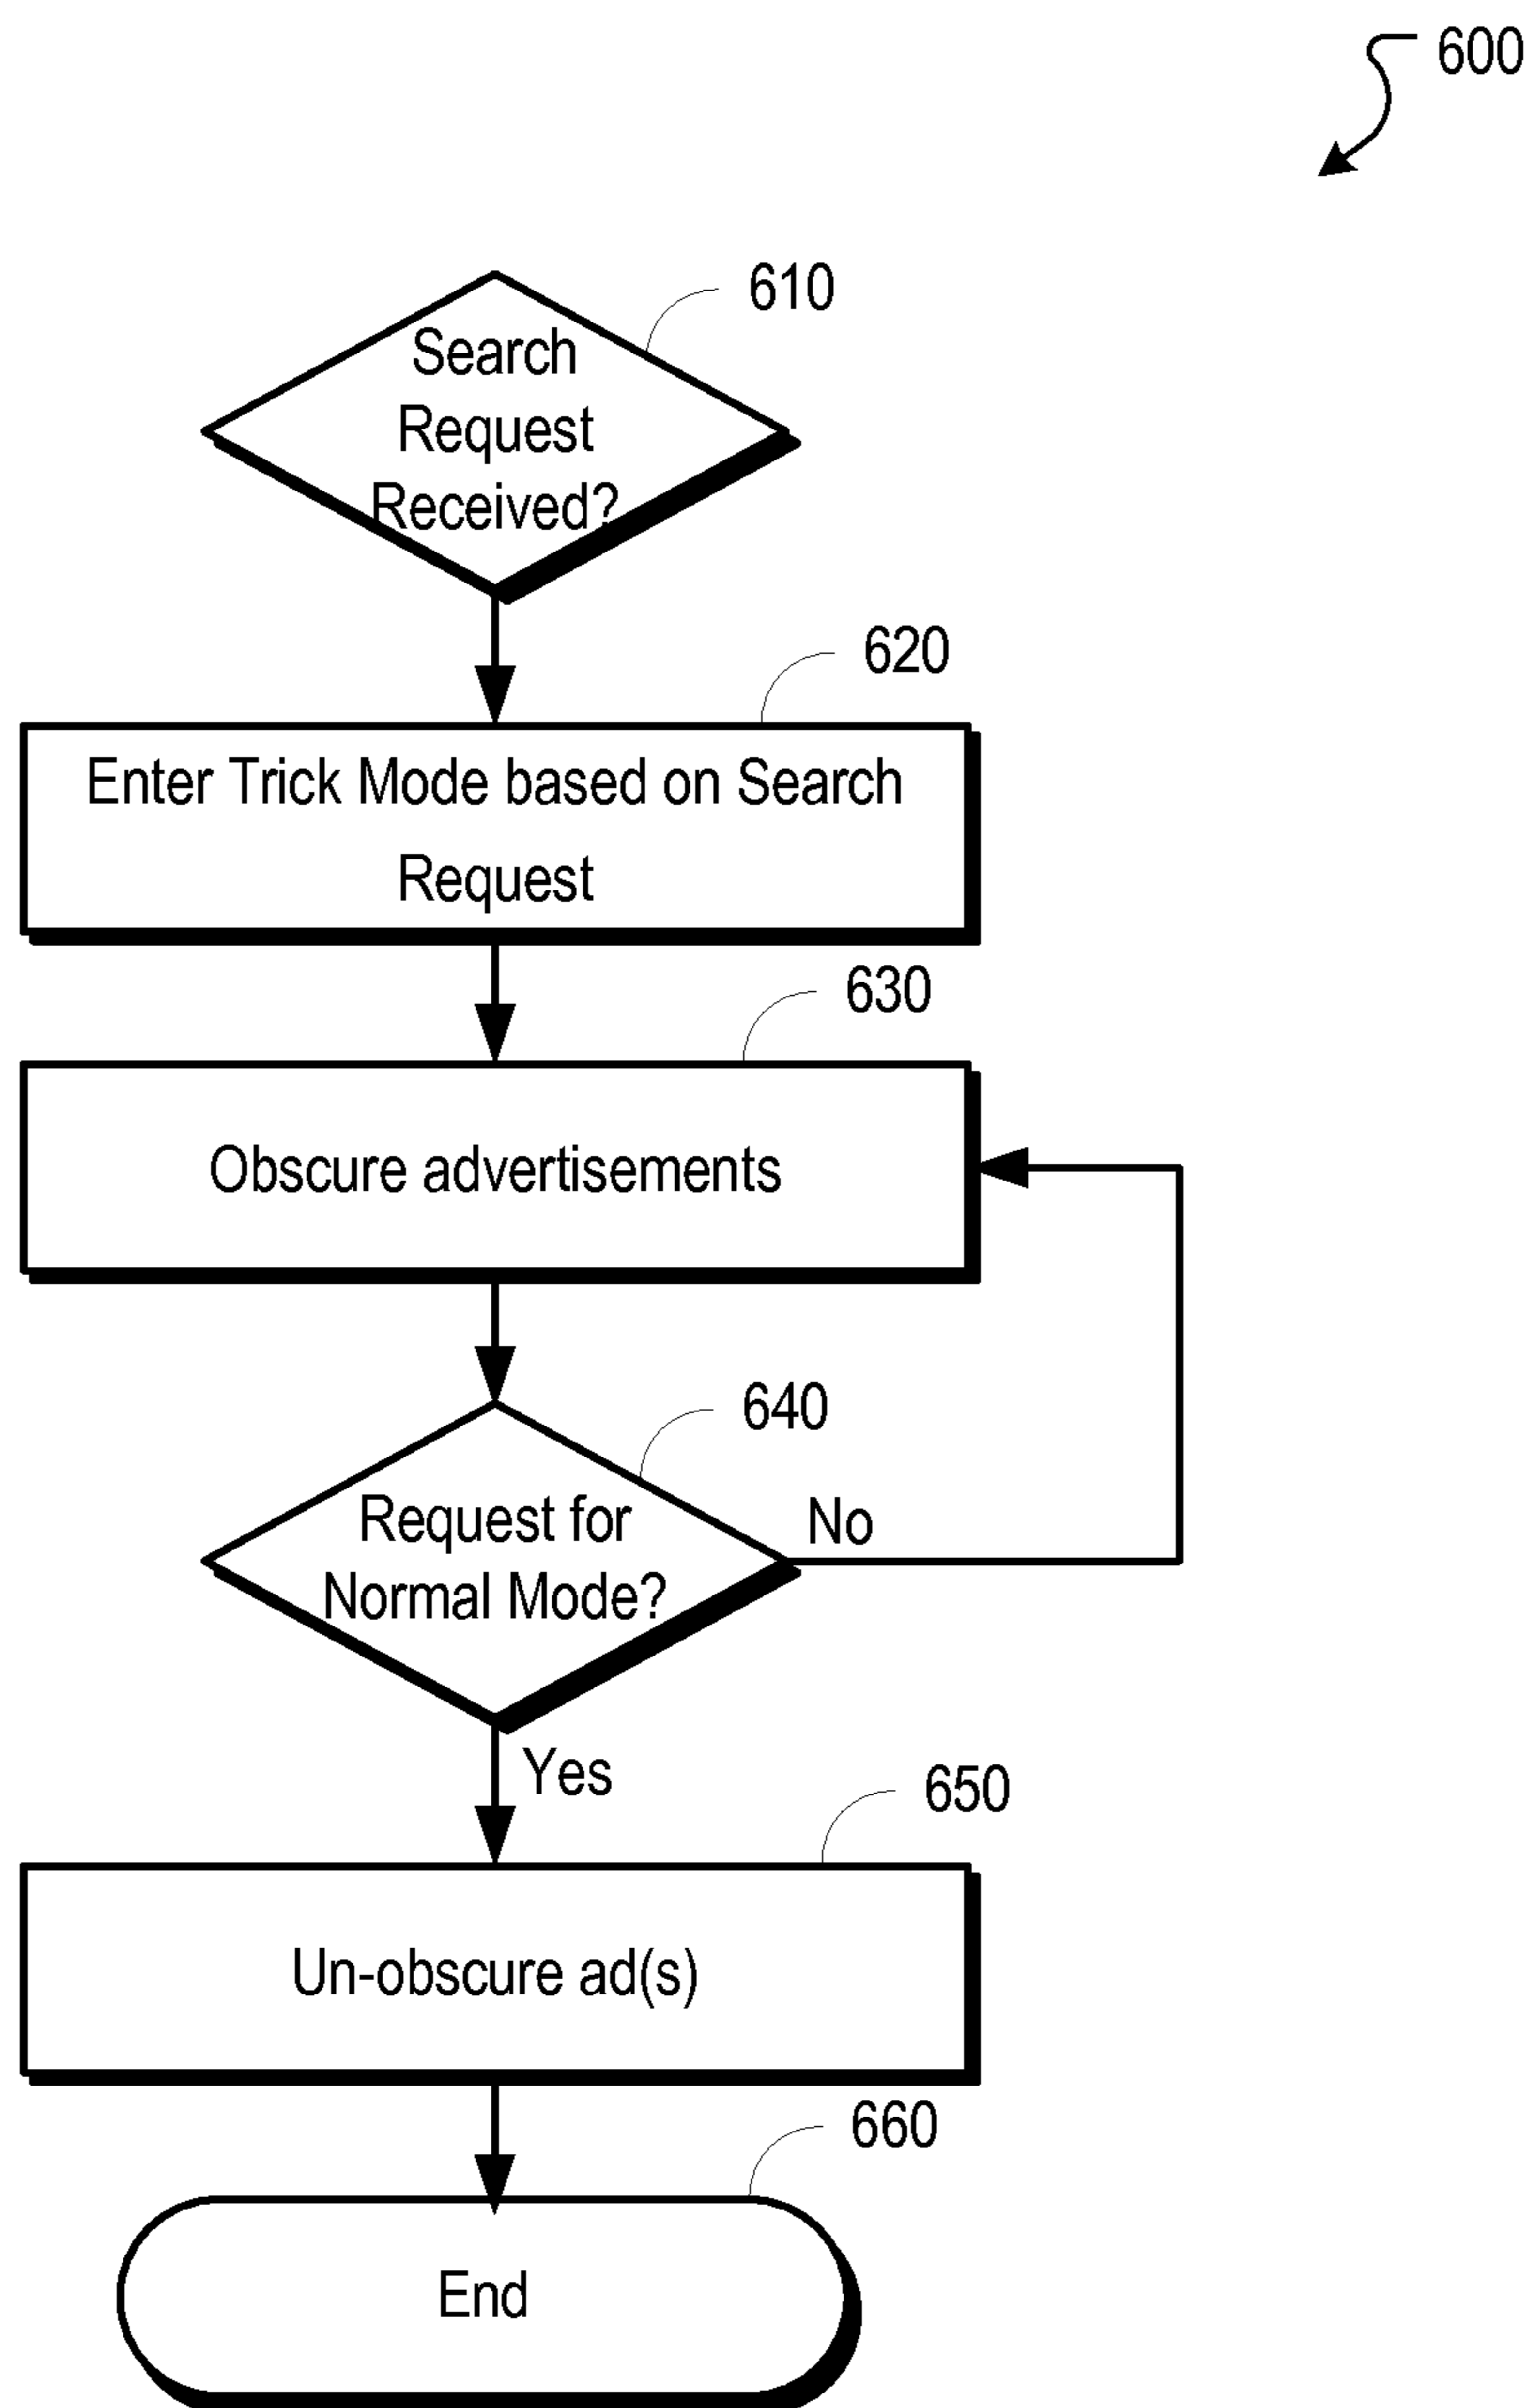 600
610
Search
Request
Received?
620
Enter Trick Mode based on Search
Request
630
Obscure advertisements
640
Request for
Normal Mode?
No
Yes
650
Un-obscure ad(s)
660
End